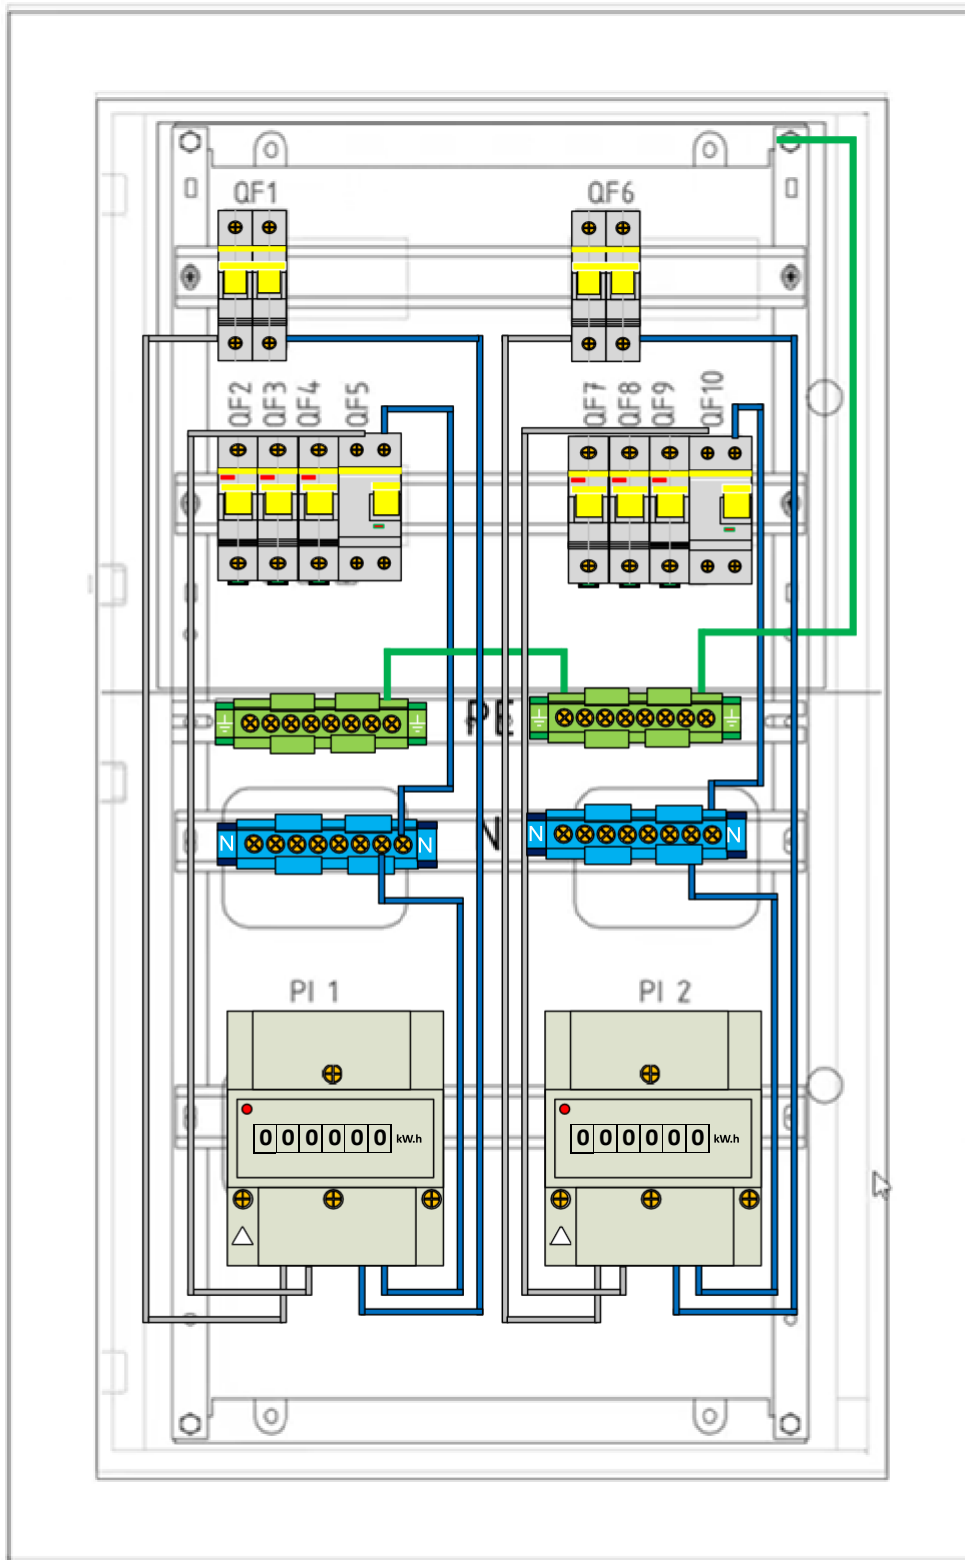 QF1
QF6
QF2 QF3 QF4 QF5
QF7 QF8 QF9 QF10
PE
N N
N N
N
PI 1
PI 2
000000 kW.h
000000 kW.h